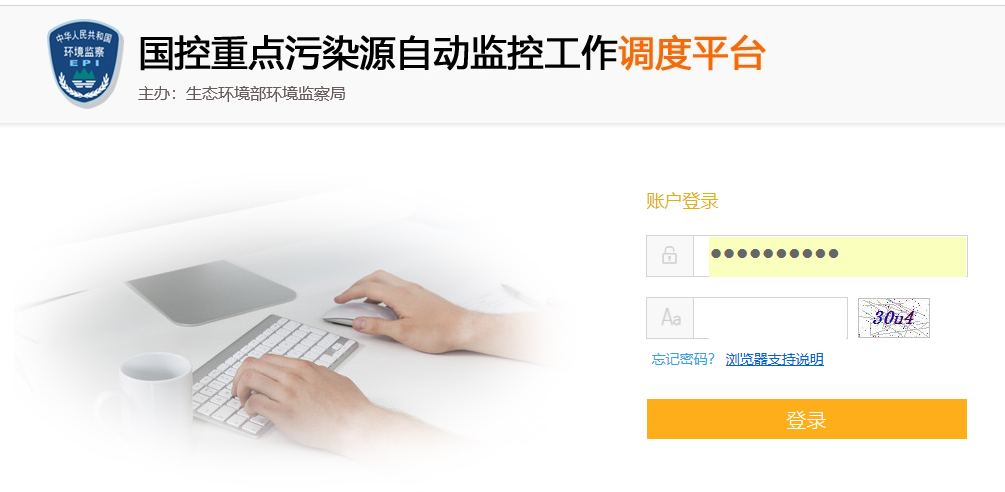 中华人民共和国
环境监察
EPI
国控重点污染源自动监控工作调度平台
主办：生态环境部环境监察局
账户登录
●●●●●●●●●●
Aa
30u4
忘记密码？ 浏览器支持说明
登录